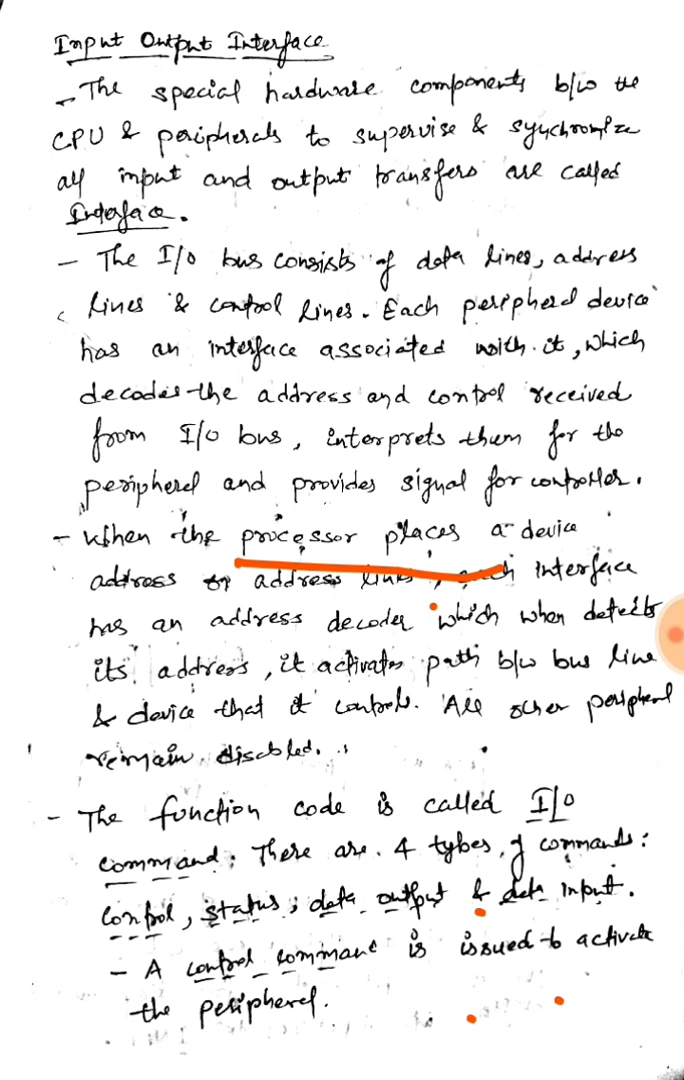 Input Output Interface
- The special hardware components b/w the
CPU & peripherals to supervise & sychronize
all input and output transfers are called
Interface.
- The I/o bus consists of data lines, address
lines & control lines. Each peripheral device
has an interface associated with it, which
decodes the address and control received
from I/o bus, interprets them for the
peripheral and provides signal for controller.
- When the processor places a device
address address lines, each interface
has an address decoder which when detects
its address, it activates path b/w bus line
& device that it controls. All other peripheral
remain disabled.
- The function code is called I/o
command. There are 4 tybes of commands:
Control, status, data output & data input.
- A control command is issued to activate
the peripheral.